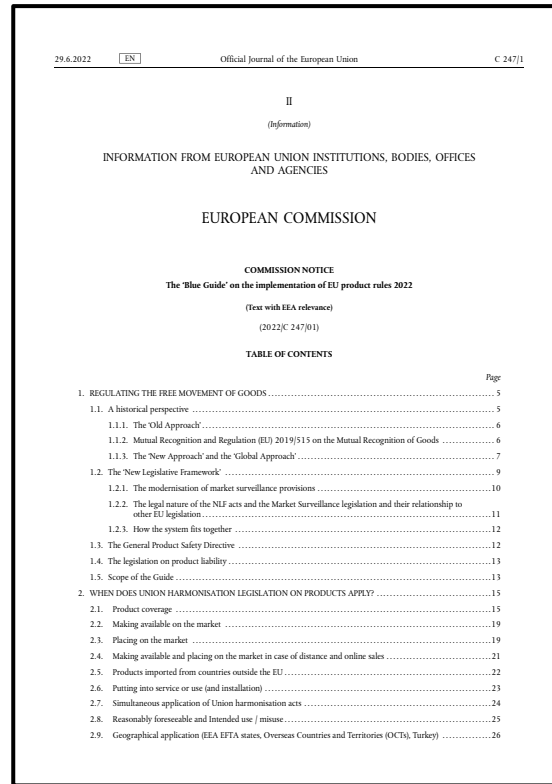 29.6.2022 EN Official Journal of the European Union C 247/1
II
(Information)
INFORMATION FROM EUROPEAN UNION INSTITUTIONS, BODIES, OFFICES
AND AGENCIES
EUROPEAN COMMISSION
COMMISSION NOTICE
The ‘Blue Guide’ on the implementation of EU product rules 2022
(Text with EEA relevance)
(2022/C 247/01)
TABLE OF CONTENTS
Page
1. REGULATING THE FREE MOVEMENT OF GOODS 5
1.1. A historical perspective 5
1.1.1. The ‘Old Approach’ 6
1.1.2. Mutual Recognition and Regulation (EU) 2019/515 on the Mutual Recognition of Goods 6
1.1.3. The ‘New Approach’ and the ‘Global Approach’ 7
1.2. The ‘New Legislative Framework’ 9
1.2.1. The modernisation of market surveillance provisions 10
1.2.2. The legal nature of the NLF acts and the Market Surveillance legislation and their relationship to
other EU legislation 11
1.2.3. How the system fits together 12
1.3. The General Product Safety Directive 12
1.4. The legislation on product liability 13
1.5. Scope of the Guide 13
2. WHEN DOES UNION HARMONISATION LEGISLATION ON PRODUCTS APPLY? 15
2.1. Product coverage 15
2.2. Making available on the market 19
2.3. Placing on the market 19
2.4. Making available and placing on the market in case of distance and online sales 21
2.5. Products imported from countries outside the EU 22
2.6. Putting into service or use (and installation) 23
2.7. Simultaneous application of Union harmonisation acts 24
2.8. Reasonably foreseeable and Intended use / misuse 25
2.9. Geographical application (EEA EFTA states, Overseas Countries and Territories (OCTs), Turkey) 26